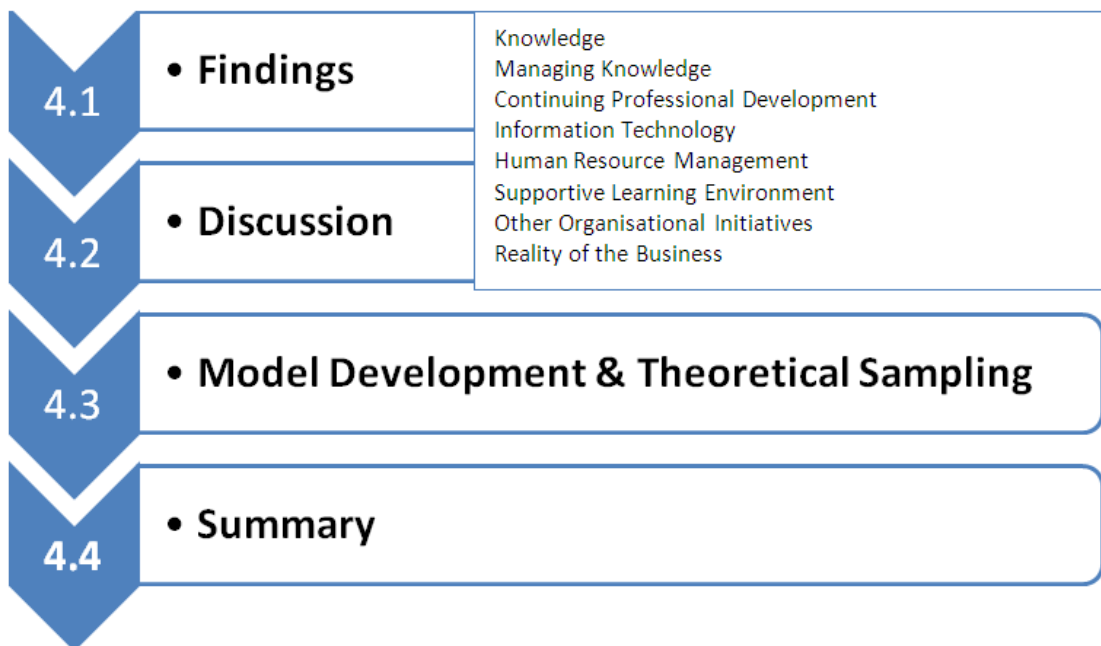 4.1
• Findings
Knowledge
Managing Knowledge
Continuing Professional Development
Information Technology
Human Resource Management
Supportive Learning Environment
Other Organisational Initiatives
Reality of the Business
4.2
• Discussion
4.3
• Model Development & Theoretical Sampling
4.4
• Summary